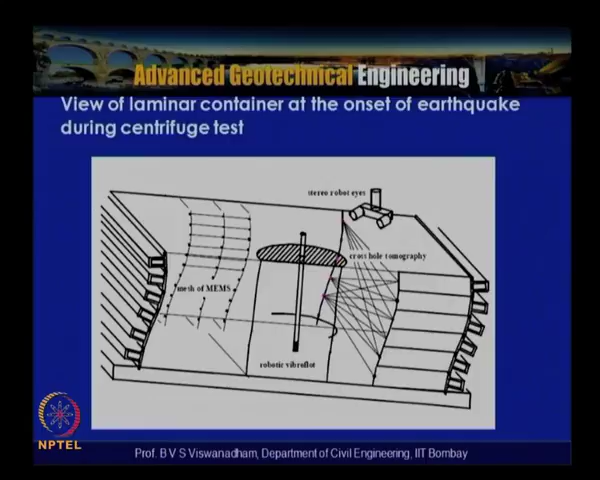 Advanced Geotechnical Engineering
View of laminar container at the onset of earthquake
during centrifuge test
stereo robot eyes
cross hole tomography
mesh of MEMS
robotic vibroflot
NPTEL
Prof. B V S Viswanadham, Department of Civil Engineering, IIT Bombay